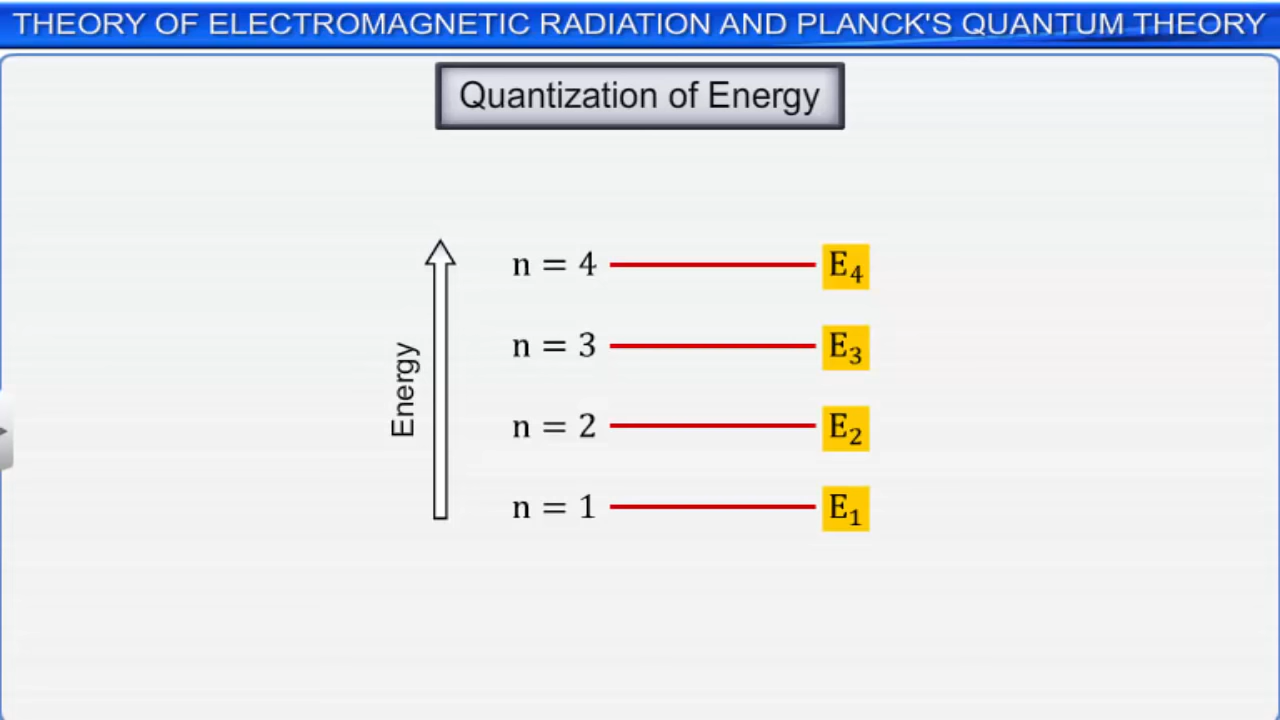 THEORY OF ELECTROMAGNETIC RADIATION AND PLANCK'S QUANTUM THEORY
Quantization of Energy
n = 4 E₄
n = 3 E₃
n = 2 E₂
n = 1 E₁
Energy